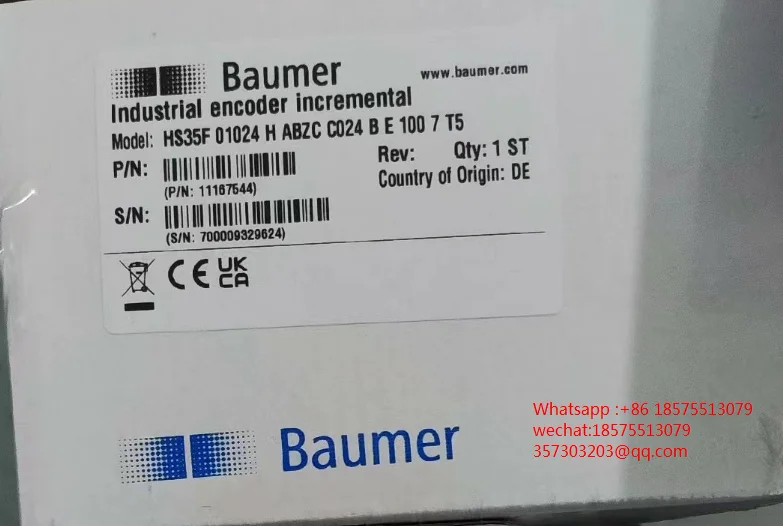 Baumer
www.baumer.com
Industrial encoder incremental
Model: HS35F 01024 H ABZC C024 B E 100 7 T5
P/N:
(P/N: 11167544)
Rev: Qty: 1 ST
Country of Origin: DE
S/N:
(S/N: 700009329624)
CE UK
CA
Baumer
Whatsapp :+86 18575513079
wechat:18575513079
357303203@qq.com